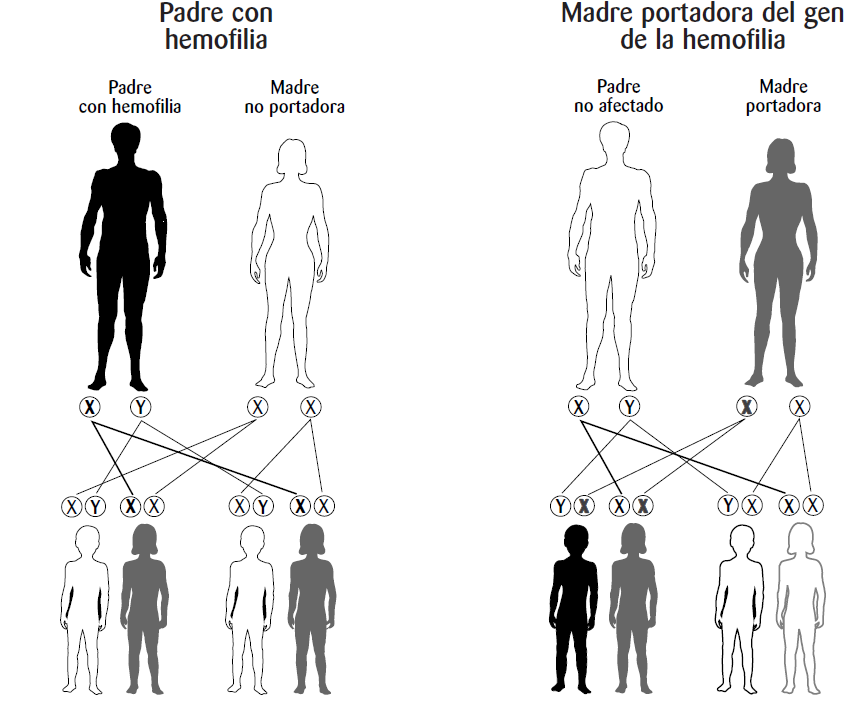 Padre con
hemofilia
Padre
con hemofilia
Madre
no portadora
X Y X X
X Y X X X Y X X
Madre portadora del gen
de la hemofilia
Padre
no afectado
Madre
portadora
X Y X X
Y X X X Y X X X